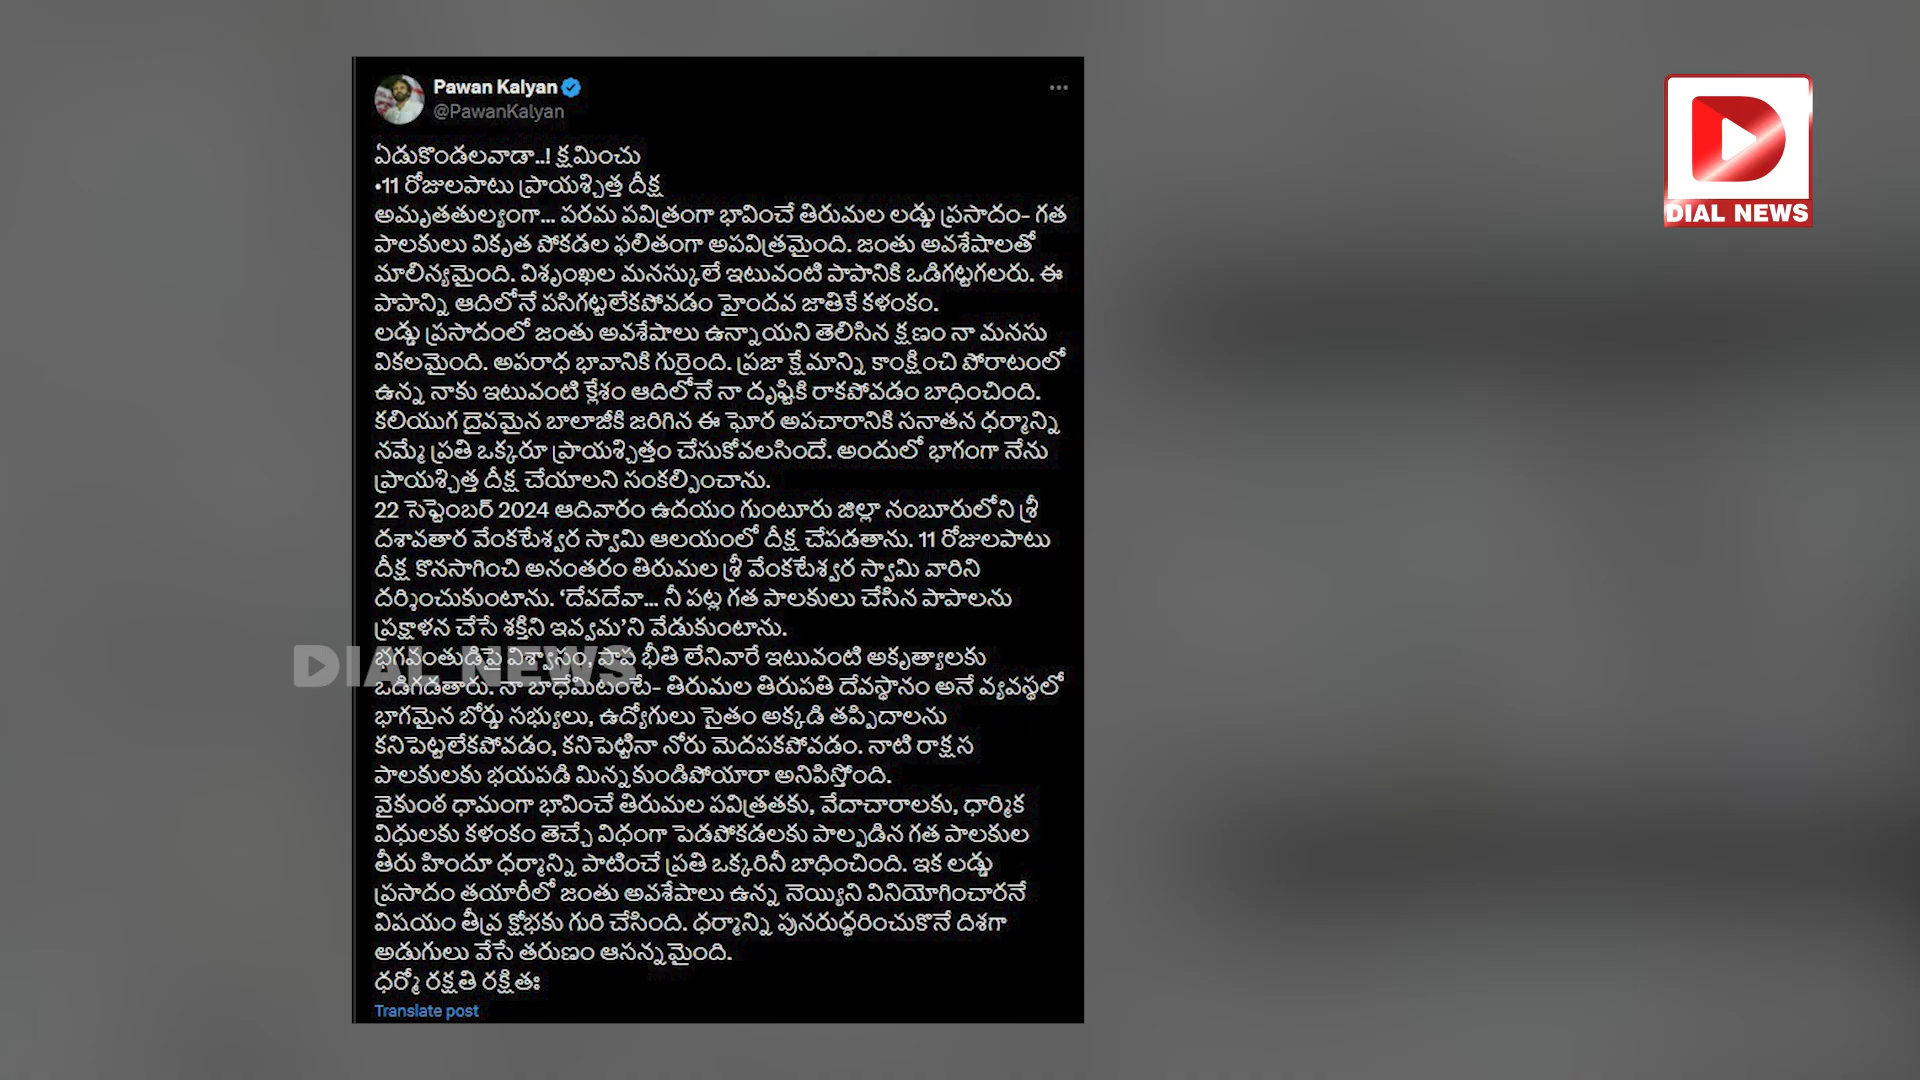 Pawan Kalyan
@PawanKalyan
ఏడుకొండలవాడా..! క్షమించు
•11 రోజులపాటు ప్రాయశ్చిత్త దీక్ష
అమృతతుల్యంగా... పరమ పవిత్రంగా భావించే తిరుమల లడ్డు ప్రసాదం- గత
పాలకులు వికృత పోకడల ఫలితంగా అపవిత్రమైంది. జంతు అవశేషాలతో
మాలిన్యమైంది. విశృంఖల మనస్కులే ఇటువంటి పాపానికి ఒడిగట్టగలరు. ఈ
పాపాన్ని ఆదిలోనే పసిగట్టలేకపోవడం హైందవ జాతికే కళంకం.
లడ్డు ప్రసాదంలో జంతు అవశేషాలు ఉన్నాయని తెలిసిన క్షణం నా మనసు
వికలమైంది. అపరాధ భావానికి గురైంది. ప్రజా క్షేమాన్ని కాంక్షించి పోరాటంలో
ఉన్న నాకు ఇటువంటి క్లేశం ఆదిలోనే నా దృష్టికి రాకపోవడం బాధించింది.
కలియుగ దైవమైన బాలాజీకి జరిగిన ఈ ఘోర అపచారానికి సనాతన ధర్మాన్ని
నమ్మే ప్రతి ఒక్కరూ ప్రాయశ్చిత్తం చేసుకోవలసిందే. అందులో భాగంగా నేను
ప్రాయశ్చిత్త దీక్ష చేయాలని సంకల్పించాను.
22 సెప్టెంబర్ 2024 ఆదివారం ఉదయం గుంటూరు జిల్లా నంబూరులోని శ్రీ
దశావతార వేంకటేశ్వర స్వామి ఆలయంలో దీక్ష చేపడతాను. 11 రోజులపాటు
దీక్ష కొనసాగించి అనంతరం తిరుమల శ్రీ వేంకటేశ్వర స్వామి వారిని
దర్శించుకుంటాను. ‘దేవదేవా... నీ పట్ల గత పాలకులు చేసిన పాపాలను
ప్రక్షాళన చేసే శక్తిని ఇవ్వమ’ని వేడుకుంటాను.
భగవంతుడిపై విశ్వాసం, పాప భీతి లేనివారే ఇటువంటి అకృత్యాలకు
ఒడిగడతారు. నా బాధేమిటంటే- తిరుమల తిరుపతి దేవస్థానం అనే వ్యవస్థలో
భాగమైన బోర్డు సభ్యులు, ఉద్యోగులు సైతం అక్కడి తప్పిదాలను
కనిపెట్టలేకపోవడం, కనిపెట్టినా నోరు మెదపకపోవడం. నాటి రాక్షస
పాలకులకు భయపడి మిన్నకుండిపోయారా అనిపిస్తోంది.
వైకుంఠ ధామంగా భావించే తిరుమల పవిత్రతకు, వేదాచారాలకు, ధార్మిక
విధులకు కళంకం తెచ్చే విధంగా పెడపోకడలకు పాల్పడిన గత పాలకుల
తీరు హిందూ ధర్మాన్ని పాటించే ప్రతి ఒక్కరినీ బాధించింది. ఇక లడ్డు
ప్రసాదం తయారీలో జంతు అవశేషాలు ఉన్న నెయ్యిని వినియోగించారనే
విషయం తీవ్ర క్షోభకు గురి చేసింది. ధర్మాన్ని పునరుద్ధరించుకొనే దిశగా
అడుగులు వేసే తరుణం ఆసన్నమైంది.
ధర్మో రక్షతి రక్షితః
Translate post
DIAL NEWS
DIAL NEWS